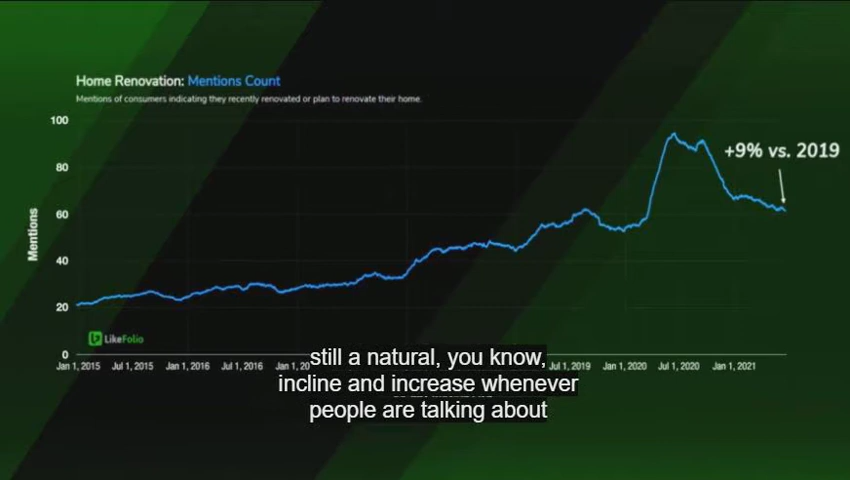 Home Renovation: Mentions Count
Mentions of consumers indicating they recently renovated or plan to renovate their home.
100
+9% vs. 2019
80
60
Mentions
40
20
LikeFolio
0
Jan 1, 2015 Jul 1, 2015 Jan 1, 2016 Jul 1, 2016 Jan 1, 20 Jul 1, 2019 Jan 1, 2020 Jul 1, 2020 Jan 1, 2021
still a natural, you know,
incline and increase whenever
people are talking about